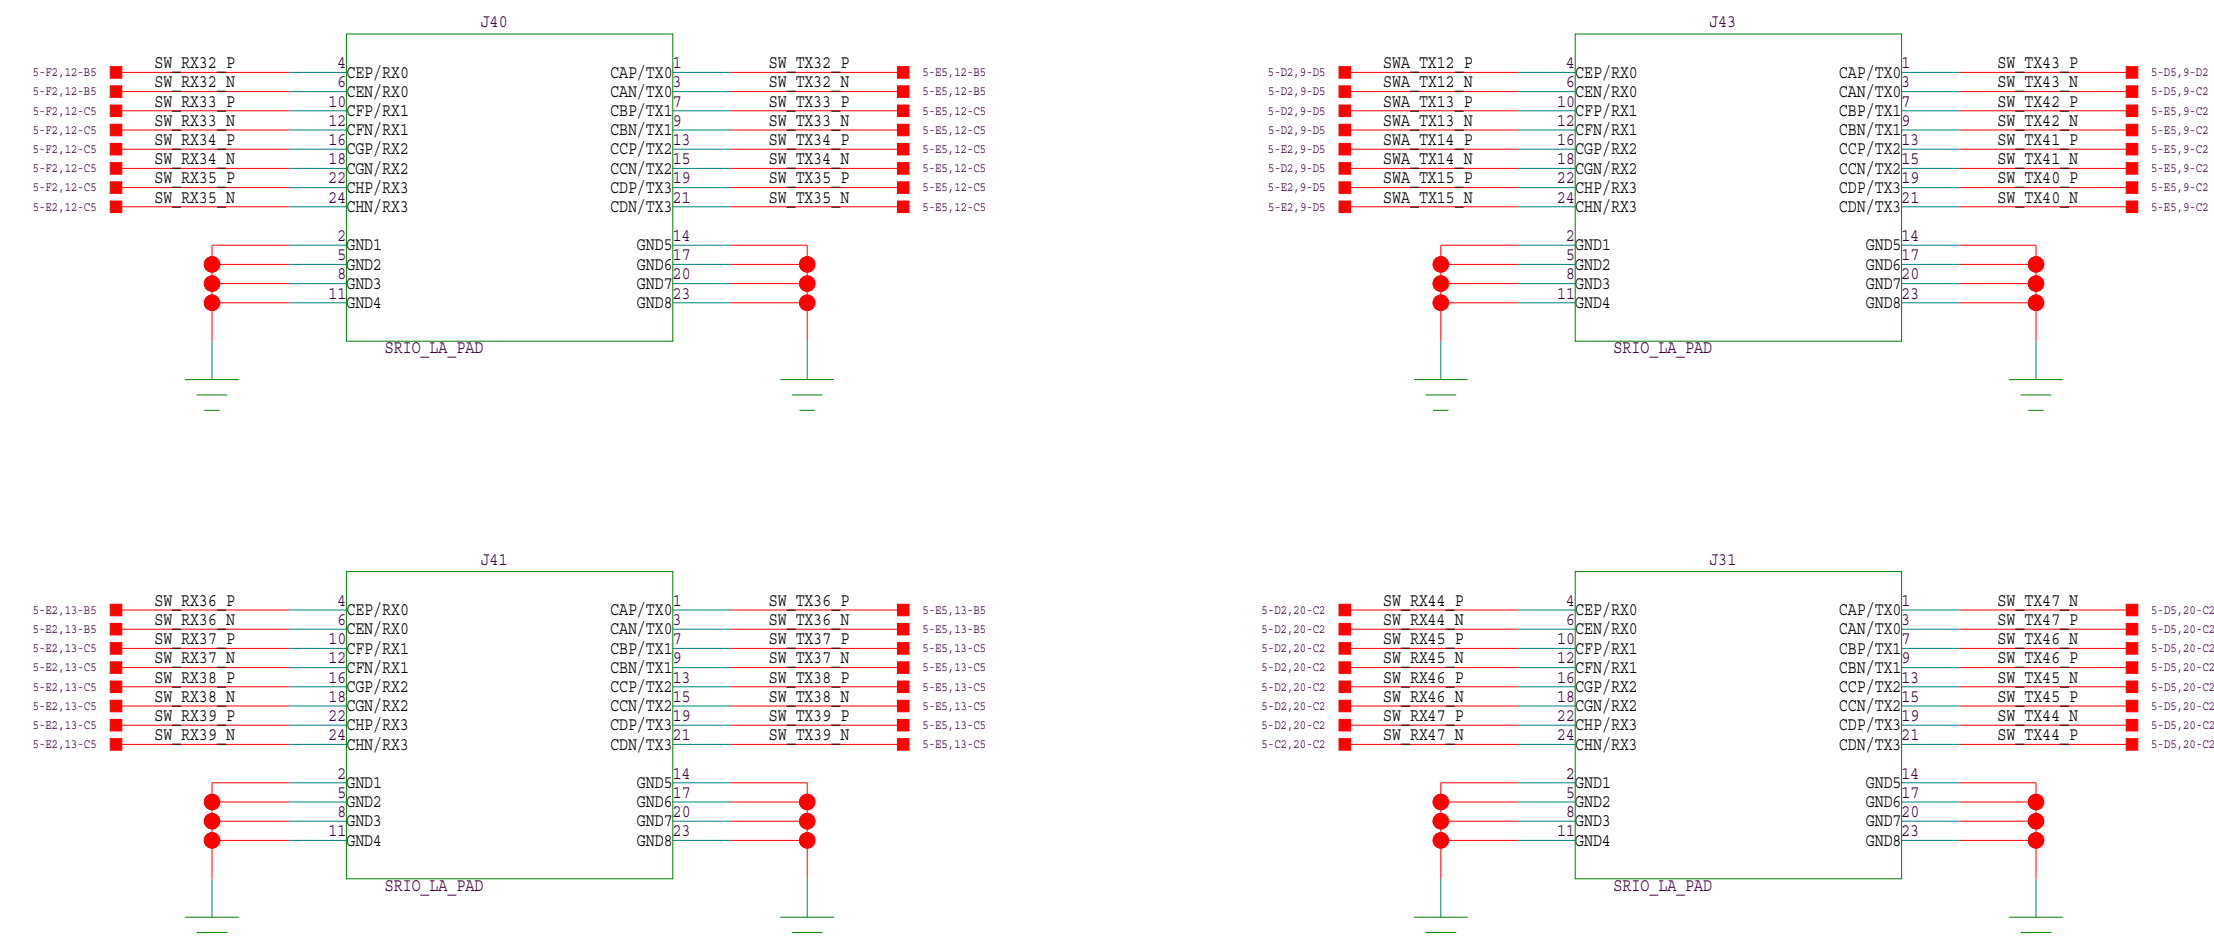 J40
5-F2,12-B5 SW_RX32_P 4 CEP/RX0 CAP/TX0 1 SW_TX32_P 5-E5,12-B5
5-F2,12-B5 SW_RX32_N 6 CEN/RX0 CAN/TX0 3 SW_TX32_N 5-E5,12-B5
5-F2,12-C5 SW_RX33_P 10 CFP/RX1 CBP/TX1 7 SW_TX33_P 5-E5,12-C5
5-F2,12-C5 SW_RX33_N 12 CFN/RX1 CBN/TX1 9 SW_TX33_N 5-E5,12-C5
5-F2,12-C5 SW_RX34_P 16 CGP/RX2 CCP/TX2 13 SW_TX34_P 5-E5,12-C5
5-F2,12-C5 SW_RX34_N 18 CGN/RX2 CCN/TX2 15 SW_TX34_N 5-E5,12-C5
5-F2,12-C5 SW_RX35_P 22 CHP/RX3 CDP/TX3 19 SW_TX35_P 5-E5,12-C5
5-E2,12-C5 SW_RX35_N 24 CHN/RX3 CDN/TX3 21 SW_TX35_N 5-E5,12-C5
2 GND1 GND5 14
5 GND2 GND6 17
8 GND3 GND7 20
11 GND4 GND8 23
SRIO_LA_PAD
J43
5-D2,9-D5 SWA_TX12_P 4 CEP/RX0 CAP/TX0 1 SW_TX43_P 5-D5,9-D2
5-D2,9-D5 SWA_TX12_N 6 CEN/RX0 CAN/TX0 3 SW_TX43_N 5-D5,9-C2
5-D2,9-D5 SWA_TX13_P 10 CFP/RX1 CBP/TX1 7 SW_TX42_P 5-E5,9-C2
5-D2,9-D5 SWA_TX13_N 12 CFN/RX1 CBN/TX1 9 SW_TX42_N 5-E5,9-C2
5-E2,9-D5 SWA_TX14_P 16 CGP/RX2 CCP/TX2 13 SW_TX41_P 5-E5,9-C2
5-D2,9-D5 SWA_TX14_N 18 CGN/RX2 CCN/TX2 15 SW_TX41_N 5-E5,9-C2
5-E2,9-D5 SWA_TX15_P 22 CHP/RX3 CDP/TX3 19 SW_TX40_P 5-E5,9-C2
5-E2,9-D5 SWA_TX15_N 24 CHN/RX3 CDN/TX3 21 SW_TX40_N 5-E5,9-C2
2 GND1 GND5 14
5 GND2 GND6 17
8 GND3 GND7 20
11 GND4 GND8 23
SRIO_LA_PAD
J41
5-E2,13-B5 SW_RX36_P 4 CEP/RX0 CAP/TX0 1 SW_TX36_P 5-E5,13-B5
5-E2,13-B5 SW_RX36_N 6 CEN/RX0 CAN/TX0 3 SW_TX36_N 5-E5,13-B5
5-E2,13-C5 SW_RX37_P 10 CFP/RX1 CBP/TX1 7 SW_TX37_P 5-E5,13-C5
5-E2,13-C5 SW_RX37_N 12 CFN/RX1 CBN/TX1 9 SW_TX37_N 5-E5,13-C5
5-E2,13-C5 SW_RX38_P 16 CGP/RX2 CCP/TX2 13 SW_TX38_P 5-E5,13-C5
5-E2,13-C5 SW_RX38_N 18 CGN/RX2 CCN/TX2 15 SW_TX38_N 5-E5,13-C5
5-E2,13-C5 SW_RX39_P 22 CHP/RX3 CDP/TX3 19 SW_TX39_P 5-E5,13-C5
5-E2,13-C5 SW_RX39_N 24 CHN/RX3 CDN/TX3 21 SW_TX39_N 5-E5,13-C5
2 GND1 GND5 14
5 GND2 GND6 17
8 GND3 GND7 20
11 GND4 GND8 23
SRIO_LA_PAD
J31
5-D2,20-C2 SW_RX44_P 4 CEP/RX0 CAP/TX0 1 SW_TX47_N 5-D5,20-C2
5-D2,20-C2 SW_RX44_N 6 CEN/RX0 CAN/TX0 3 SW_TX47_P 5-D5,20-C2
5-D2,20-C2 SW_RX45_P 10 CFP/RX1 CBP/TX1 7 SW_TX46_N 5-D5,20-C2
5-D2,20-C2 SW_RX45_N 12 CFN/RX1 CBN/TX1 9 SW_TX46_P 5-D5,20-C2
5-D2,20-C2 SW_RX46_P 16 CGP/RX2 CCP/TX2 13 SW_TX45_N 5-D5,20-C2
5-D2,20-C2 SW_RX46_N 18 CGN/RX2 CCN/TX2 15 SW_TX45_P 5-D5,20-C2
5-D2,20-C2 SW_RX47_P 22 CHP/RX3 CDP/TX3 19 SW_TX44_N 5-D5,20-C2
5-C2,20-C2 SW_RX47_N 24 CHN/RX3 CDN/TX3 21 SW_TX44_P 5-D5,20-C2
2 GND1 GND5 14
5 GND2 GND6 17
8 GND3 GND7 20
11 GND4 GND8 23
SRIO_LA_PAD